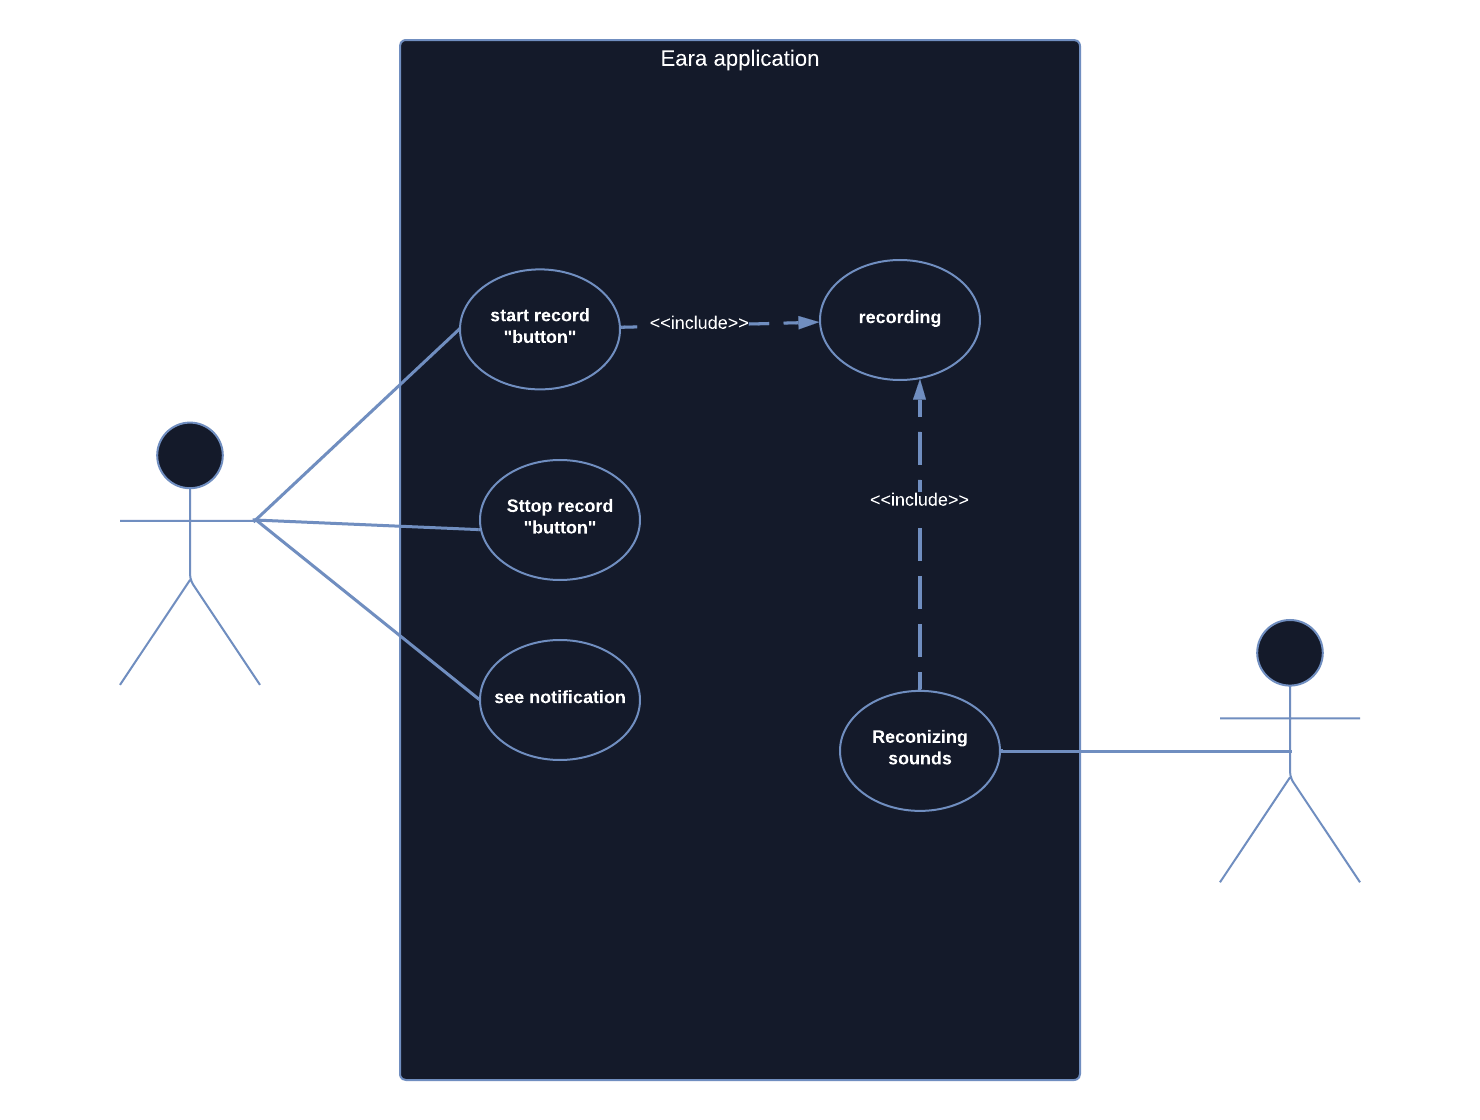 Eara application
start record
"button"
<<include>>
recording
Sttop record
"button"
<<include>>
see notification
Reconizing
sounds